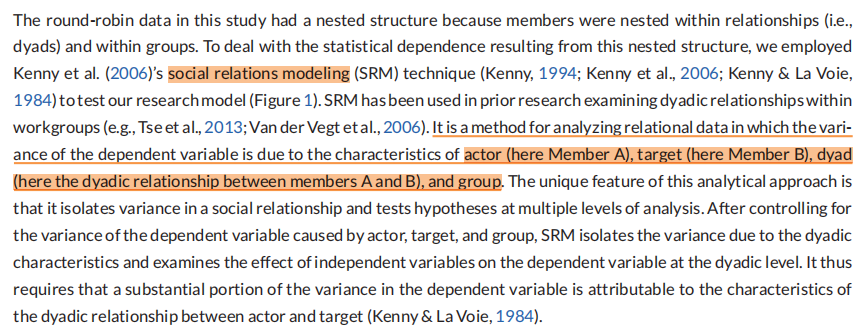 The round-robin data in this study had a nested structure because members were nested within relationships (i.e.,
dyads) and within groups. To deal with the statistical dependence resulting from this nested structure, we employed
Kenny et al. (2006)'s social relations modeling (SRM) technique (Kenny, 1994; Kenny et al., 2006; Kenny & La Voie,
1984) to test our research model (Figure 1). SRM has been used in prior research examining dyadic relationships within
workgroups (e.g., Tse et al., 2013; Van der Vegt et al., 2006). It is a method for analyzing relational data in which the vari-
ance of the dependent variable is due to the characteristics of actor (here Member A), target (here Member B), dyad
(here the dyadic relationship between members A and B), and group. The unique feature of this analytical approach is
that it isolates variance in a social relationship and tests hypotheses at multiple levels of analysis. After controlling for
the variance of the dependent variable caused by actor, target, and group, SRM isolates the variance due to the dyadic
characteristics and examines the effect of independent variables on the dependent variable at the dyadic level. It thus
requires that a substantial portion of the variance in the dependent variable is attributable to the characteristics of
the dyadic relationship between actor and target (Kenny & La Voie, 1984).